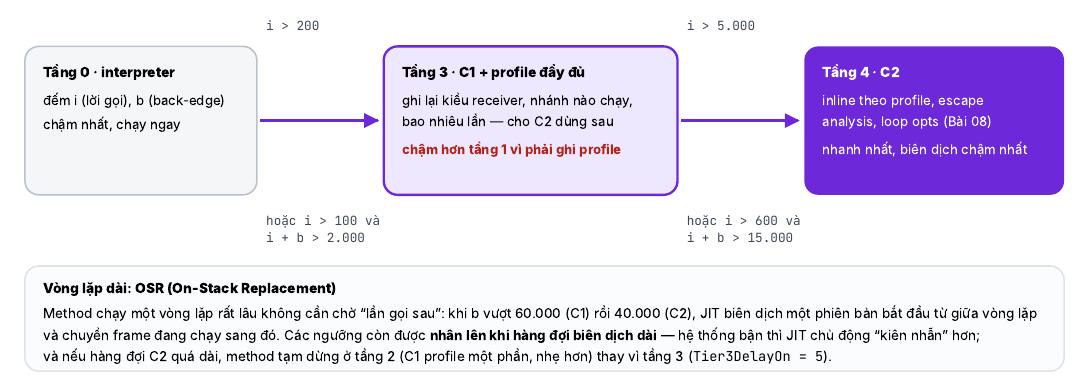 i > 200
i > 5.000
Tầng 0 · interpreter
đếm i (lời gọi), b (back-edge)
chậm nhất, chạy ngay
Tầng 3 · C1 + profile đầy đủ
ghi lại kiểu receiver, nhánh nào chạy,
bao nhiêu lần — cho C2 dùng sau
chậm hơn tầng 1 vì phải ghi profile
Tầng 4 · C2
inline theo profile, escape
analysis, loop opts (Bài 08)
nhanh nhất, biên dịch chậm nhất
hoặc i > 100 và
i + b > 2.000
hoặc i > 600 và
i + b > 15.000
Vòng lặp dài: OSR (On-Stack Replacement)
Method chạy một vòng lặp rất lâu không cần chờ “lần gọi sau”: khi b vượt 60.000 (C1) rồi 40.000 (C2), JIT biên dịch một phiên bản bắt đầu từ giữa vòng lặp
và chuyển frame đang chạy sang đó. Các ngưỡng còn được nhân lên khi hàng đợi biên dịch dài — hệ thống bận thì JIT chủ động “kiên nhẫn” hơn;
và nếu hàng đợi C2 quá dài, method tạm dừng ở tầng 2 (C1 profile một phần, nhẹ hơn) thay vì tầng 3 (Tier3DelayOn = 5).